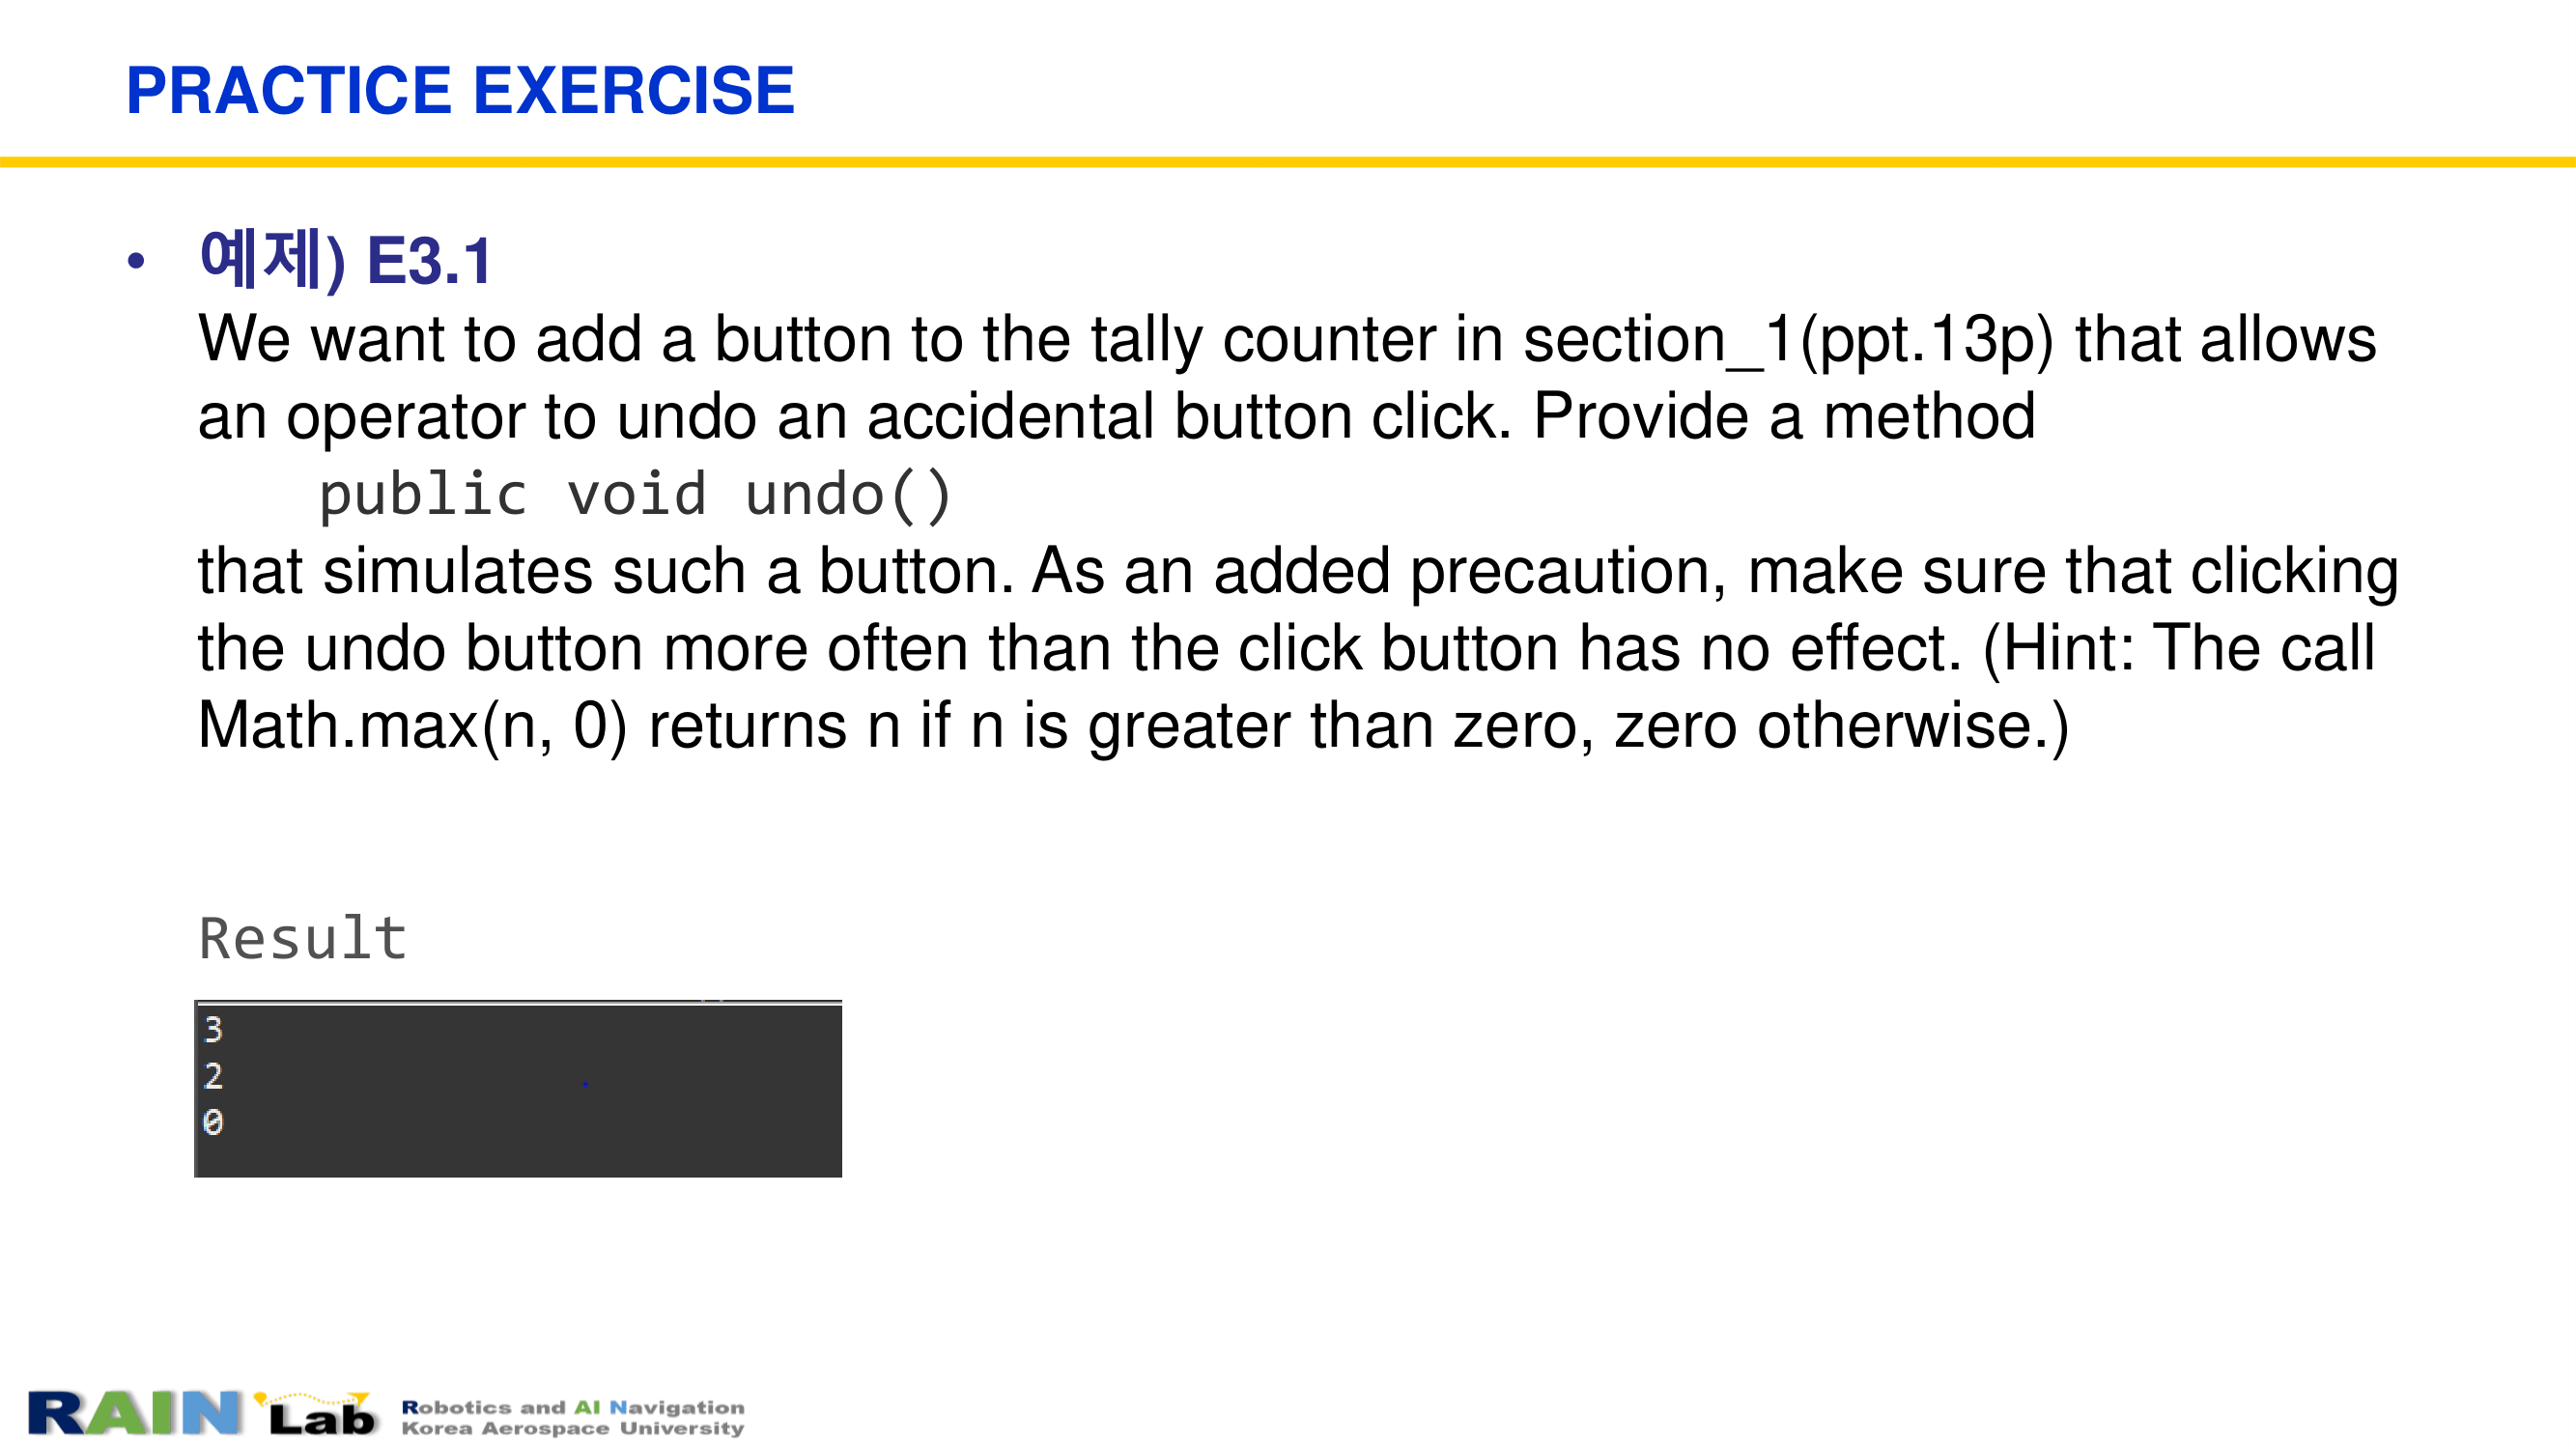 PRACTICE EXERCISE
• 예제) E3.1
We want to add a button to the tally counter in section_1(ppt.13p) that allows
an operator to undo an accidental button click. Provide a method
public void undo()
that simulates such a button. As an added precaution, make sure that clicking
the undo button more often than the click button has no effect. (Hint: The call
Math.max(n, 0) returns n if n is greater than zero, zero otherwise.)
Result
3
2
0
RAIN Lab
Robotics and AI Navigation
Korea Aerospace University